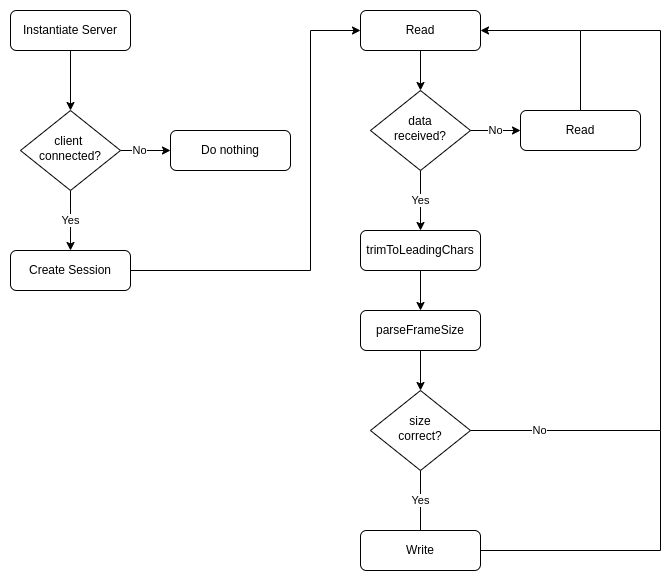 Instantiate Server
client
connected?
No
Do nothing
Yes
Create Session
Read
data
received?
No
Read
Yes
trimToLeadingChars
parseFrameSize
size
correct?
No
Yes
Write